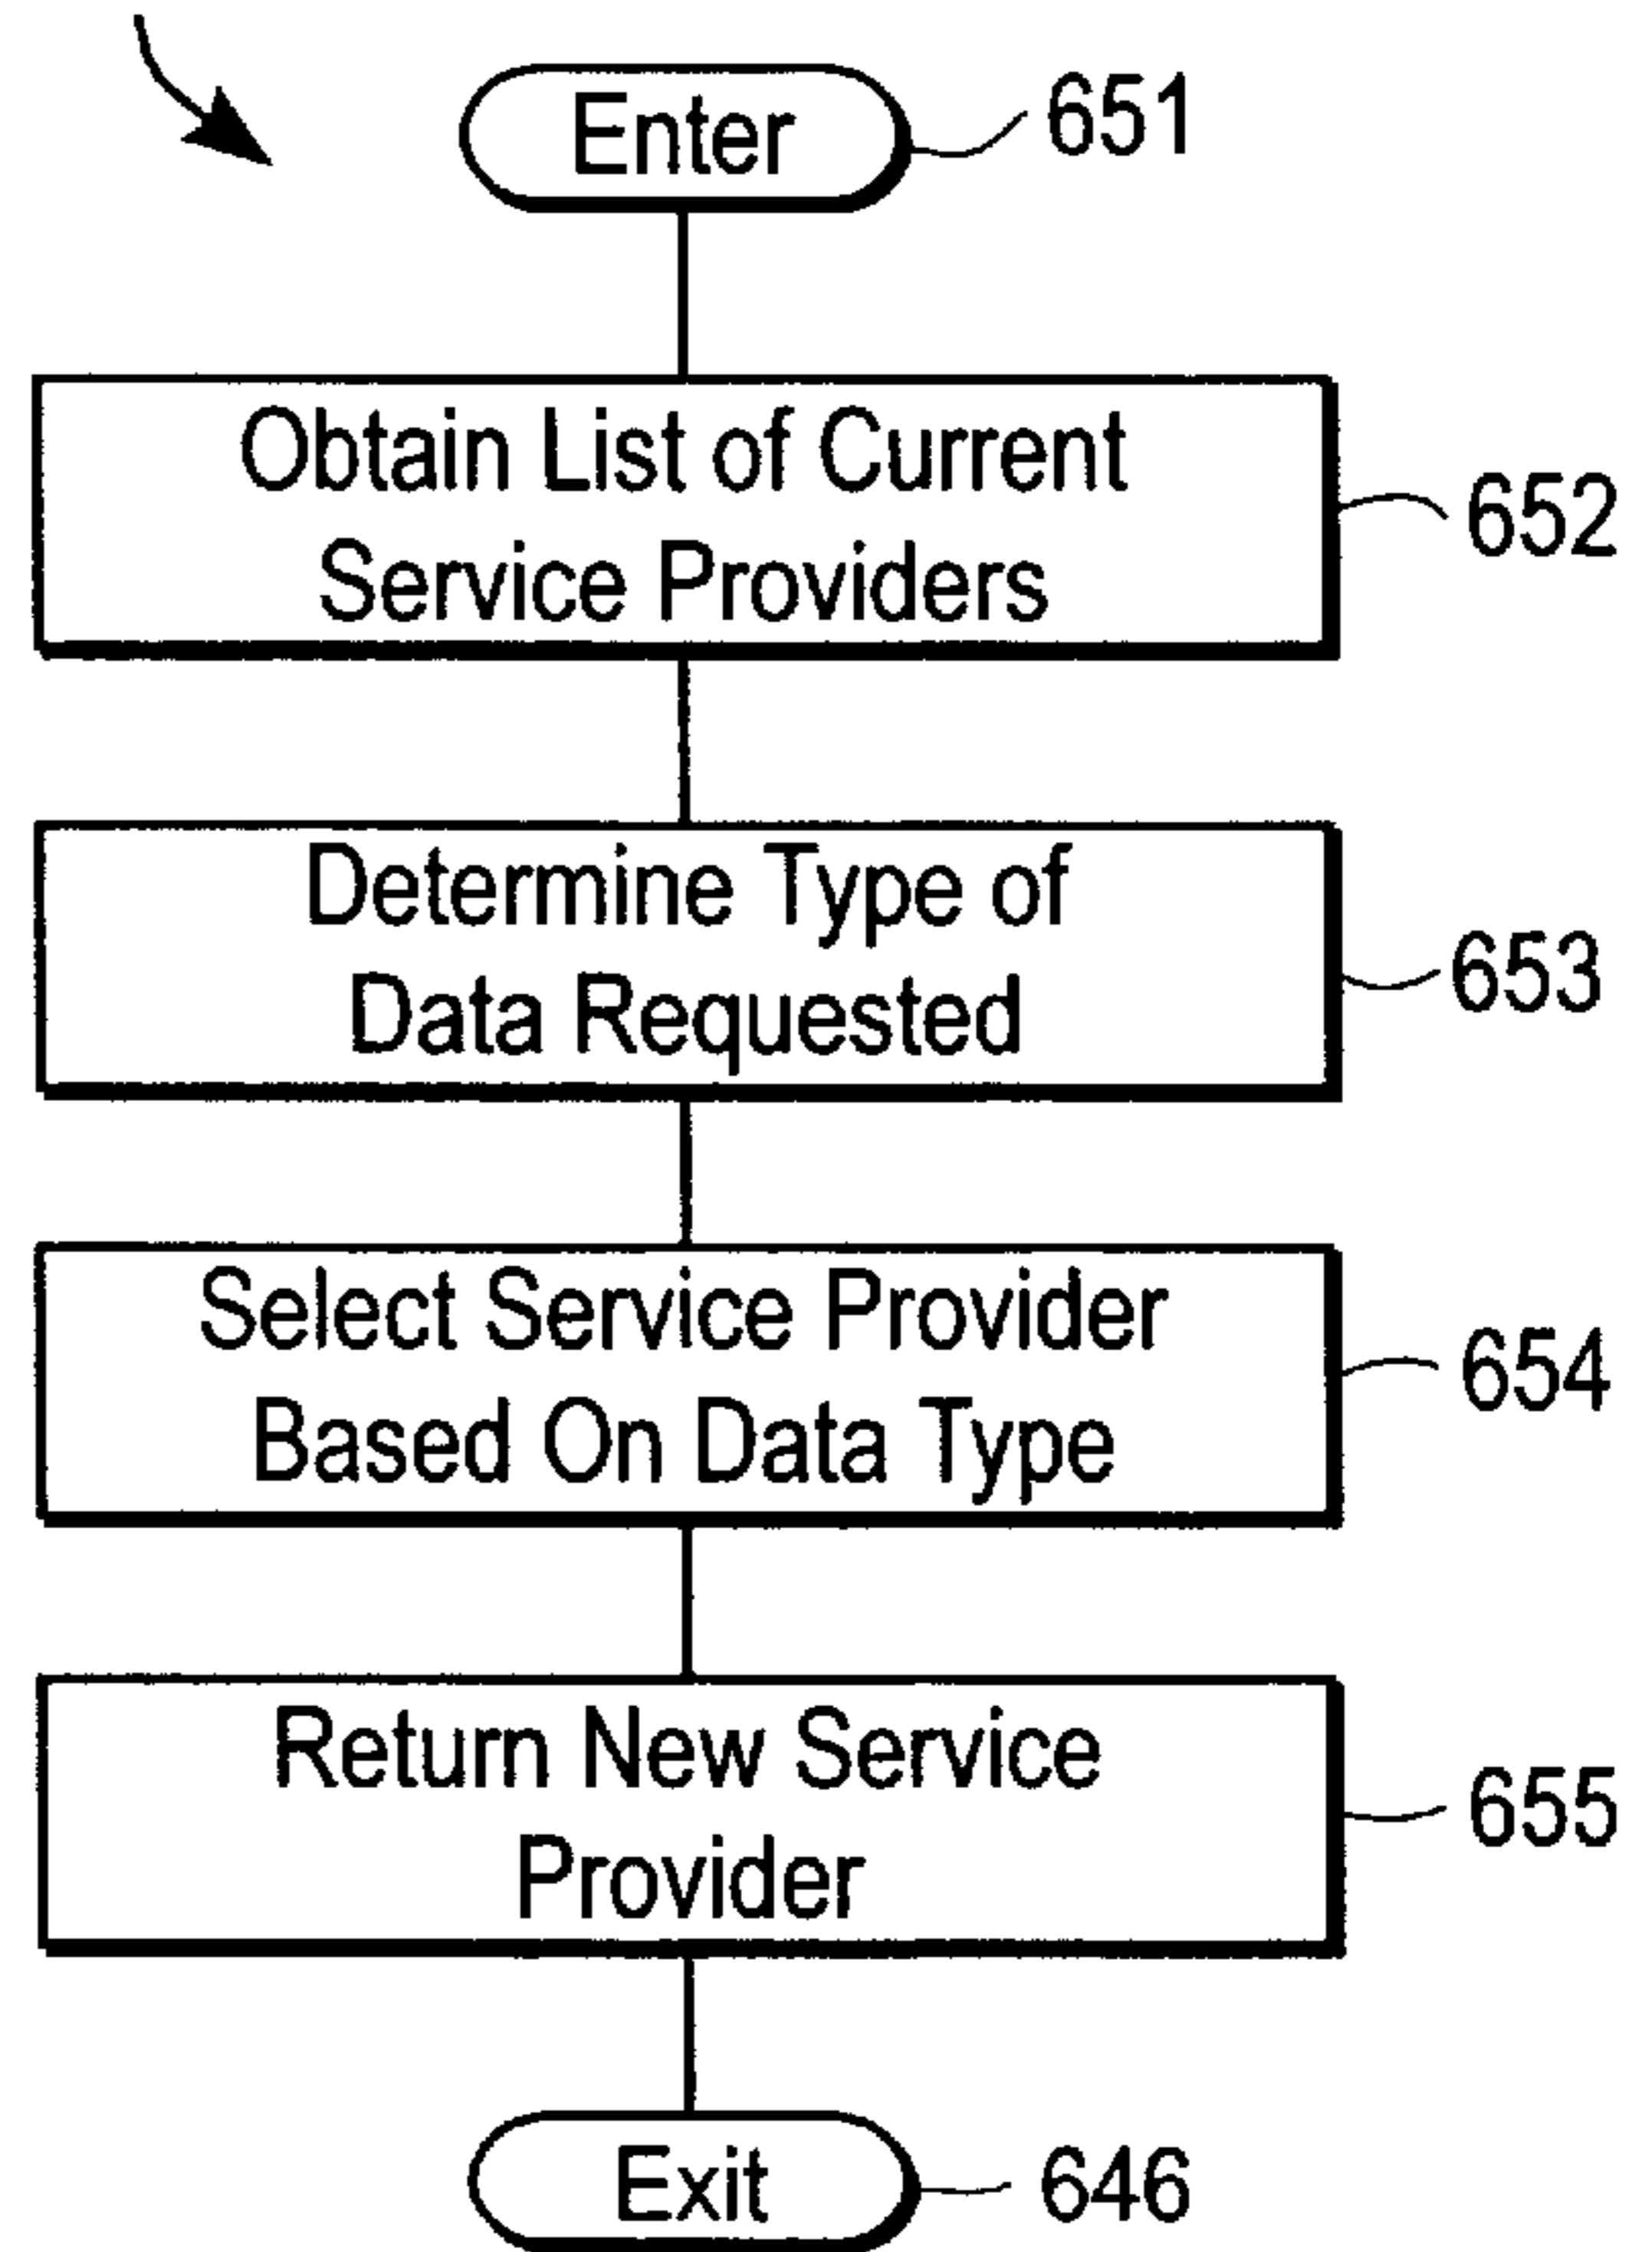 Enter
651
Obtain List of Current
Service Providers
652
Determine Type of
Data Requested
653
Select Service Provider
Based On Data Type
654
Return New Service
Provider
655
Exit
646